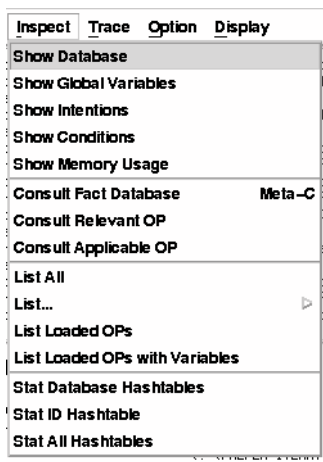 Inspect Trace Option Display
Show Database
Show Global Variables
Show Intentions
Show Conditions
Show Memory Usage
Consult Fact Database Meta-C
Consult Relevant OP
Consult Applicable OP
List All
List...
List Loaded OPs
List Loaded OPs with Variables
Stat Database Hashtables
Stat ID Hashtable
Stat All Hashtables